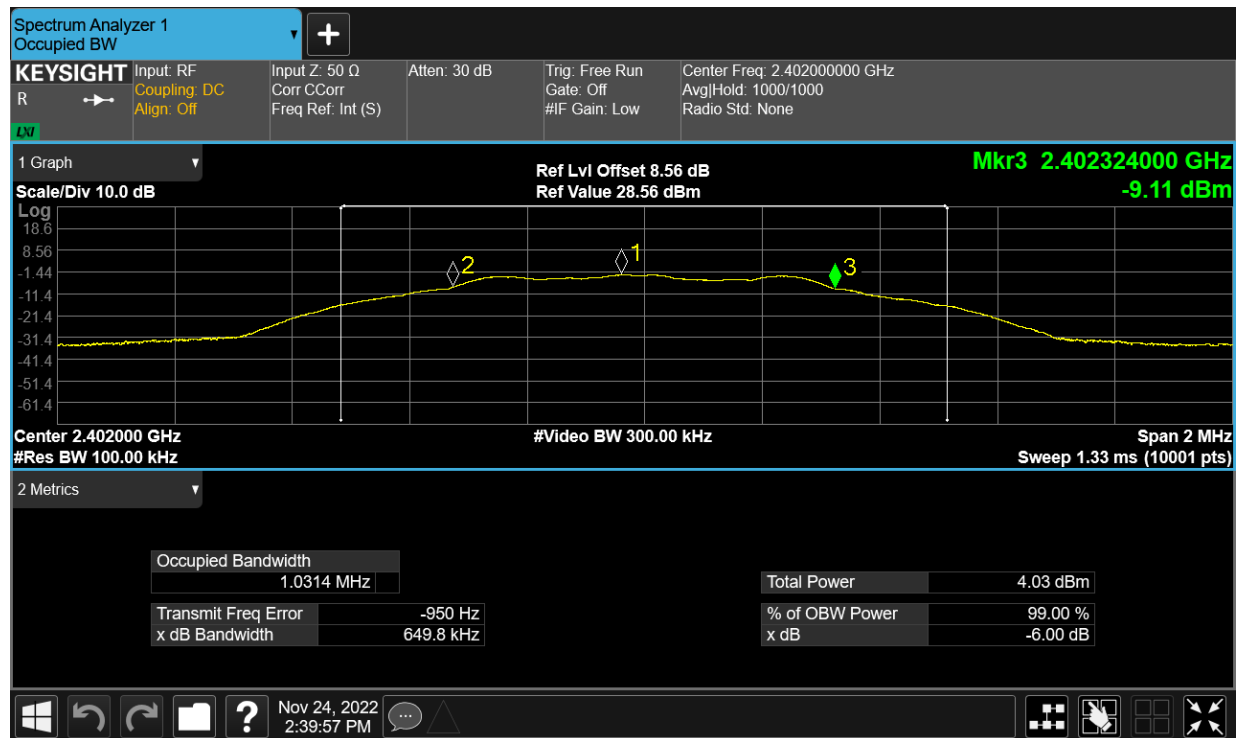 Spectrum Analyzer 1
Occupied BW
+
KEYSIGHT
R
LXI
Input: RF
Coupling: DC
Align: Off
Input Z: 50 Ω
Corr CCorr
Freq Ref: Int (S)
Atten: 30 dB
Trig: Free Run
Gate: Off
#IF Gain: Low
Center Freq: 2.402000000 GHz
Avg|Hold: 1000/1000
Radio Std: None
1 Graph
Scale/Div 10.0 dB
Ref Lvl Offset 8.56 dB
Ref Value 28.56 dBm
Mkr3 2.402324000 GHz
-9.11 dBm
Log
18.6
8.56
-1.44
-11.4
-21.4
-31.4
-41.4
-51.4
-61.4
2
1
3
Center 2.402000 GHz
#Res BW 100.00 kHz
#Video BW 300.00 kHz
Span 2 MHz
Sweep 1.33 ms (10001 pts)
2 Metrics
Occupied Bandwidth
1.0314 MHz
Total Power 4.03 dBm
Transmit Freq Error -950 Hz
% of OBW Power 99.00 %
x dB Bandwidth 649.8 kHz
x dB -6.00 dB
?
Nov 24, 2022
2:39:57 PM